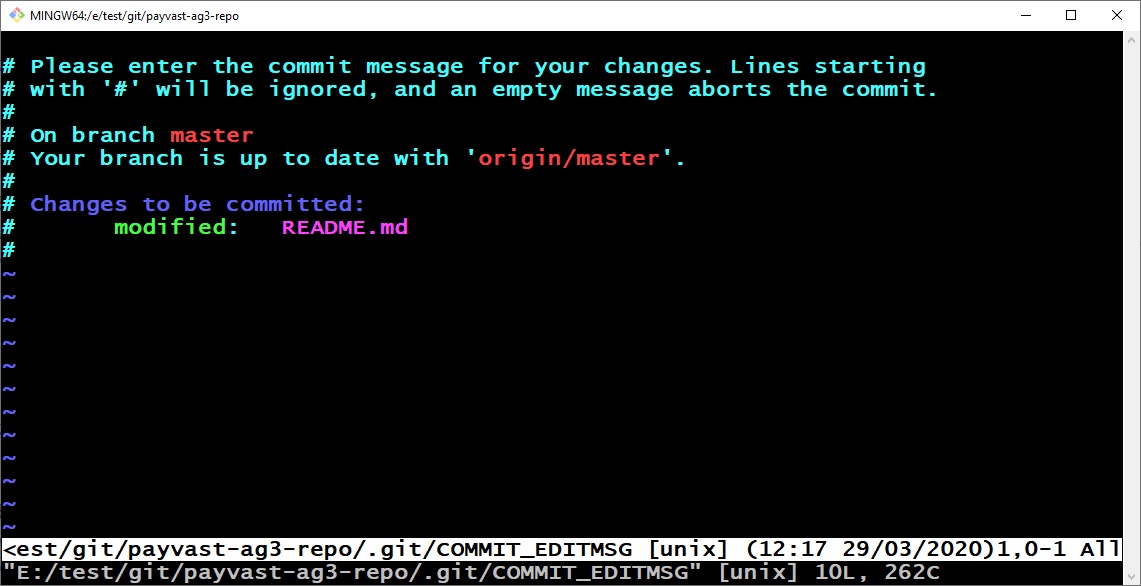 MINGW64:/e/test/git/payvast-ag3-repo
# Please enter the commit message for your changes. Lines starting
# with '#' will be ignored, and an empty message aborts the commit.
#
# On branch master
# Your branch is up to date with 'origin/master'.
#
# Changes to be committed:
#       modified:   README.md
#
~
~
~
~
~
~
~
~
~
~
~
~
<est/git/payvast-ag3-repo/.git/COMMIT_EDITMSG [unix] (12:17 29/03/2020)1,0-1 All
"E:/test/git/payvast-ag3-repo/.git/COMMIT_EDITMSG" [unix] 10L, 262C